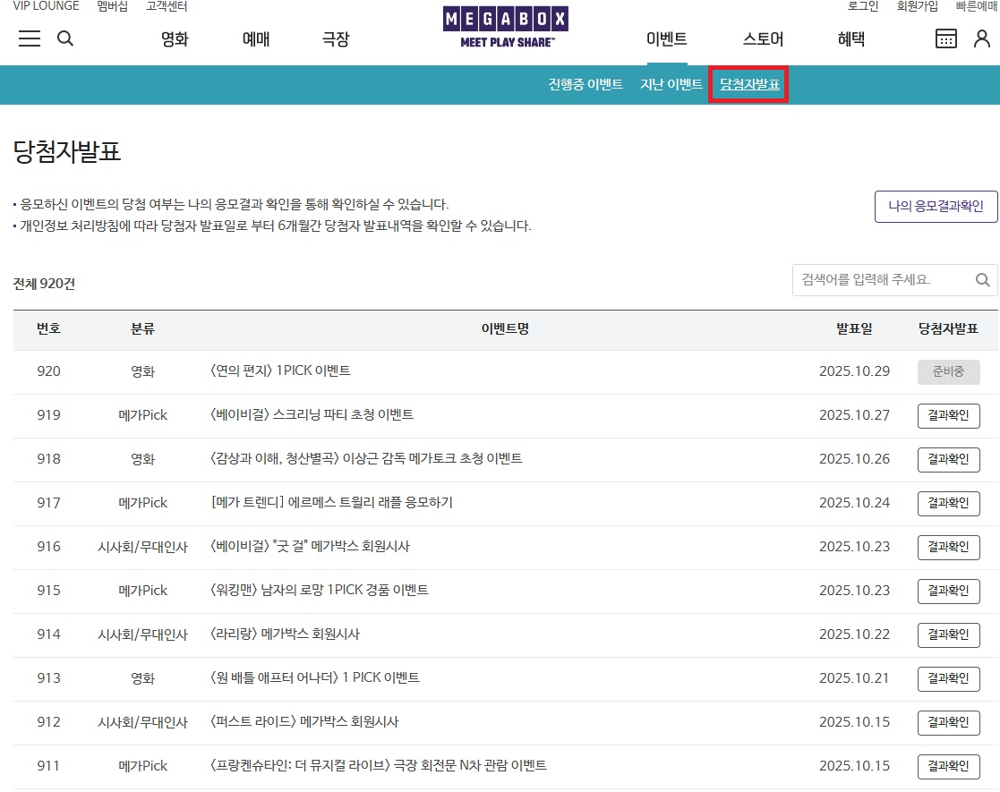 VIP LOUNGE 멤버십 고객센터 로그인 회원가입 빠른예매
영화 예매 극장 MEGABOX 이벤트 스토어 혜택
MEET PLAY SHARE™
진행중 이벤트 지난 이벤트 당첨자발표
당첨자발표
▪ 응모하신 이벤트의 당첨 여부는 나의 응모결과 확인을 통해 확인하실 수 있습니다.
나의 응모결과확인
▪ 개인정보 처리방침에 따라 당첨자 발표일로 부터 6개월간 당첨자 발표내역을 확인할 수 있습니다.
전체 920건 검색어를 입력해 주세요.
번호 분류 이벤트명 발표일 당첨자발표
920 영화 <연의 편지> 1PICK 이벤트 2025.10.29 준비중
919 메가Pick <베이비걸> 스크리닝 파티 초청 이벤트 2025.10.27 결과확인
918 영화 <감상과 이해, 청산별곡> 이상근 감독 메가토크 초청 이벤트 2025.10.26 결과확인
917 메가Pick [메가 트렌디] 에르메스 트윌리 래플 응모하기 2025.10.24 결과확인
916 시사회/무대인사 <베이비걸> "굿 걸" 메가박스 회원시사 2025.10.23 결과확인
915 메가Pick <워킹맨> 남자의 로망 1PICK 경품 이벤트 2025.10.23 결과확인
914 시사회/무대인사 <라리랑> 메가박스 회원시사 2025.10.22 결과확인
913 영화 <원 배틀 애프터 어나더> 1 PICK 이벤트 2025.10.21 결과확인
912 시사회/무대인사 <퍼스트 라이드> 메가박스 회원시사 2025.10.15 결과확인
911 메가Pick <프랑켄슈타인: 더 뮤지컬 라이브> 극장 회전문 N차 관람 이벤트 2025.10.15 결과확인